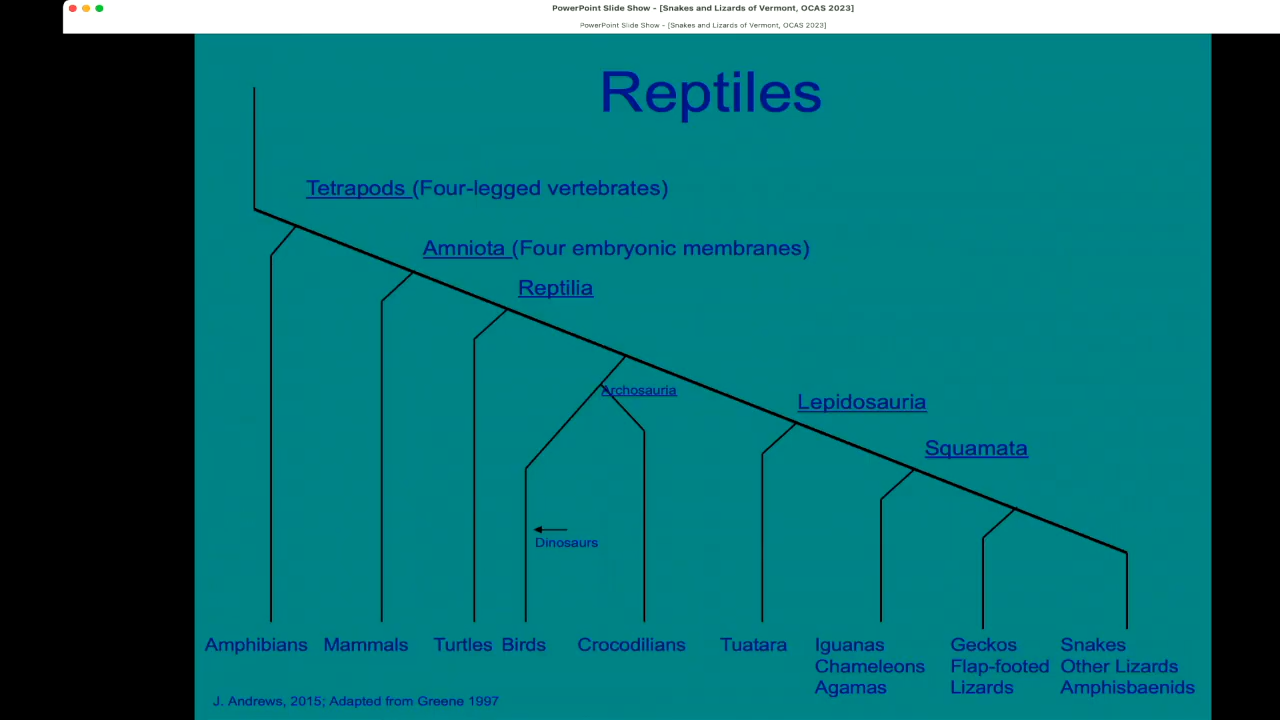 PowerPoint Slide Show - [Snakes and Lizards of Vermont, OCAS 2023]
PowerPoint Slide Show - [Snakes and Lizards of Vermont, OCAS 2023]
Reptiles
Tetrapods (Four-legged vertebrates)
Amniota (Four embryonic membranes)
Reptilia
Archosauria
Lepidosauria
Squamata
Dinosaurs
Amphibians
Mammals
Turtles
Birds
Crocodilians
Tuatara
Iguanas
Chameleons
Agamas
Geckos
Flap-footed
Lizards
Snakes
Other Lizards
Amphisbaenids
J. Andrews, 2015; Adapted from Greene 1997